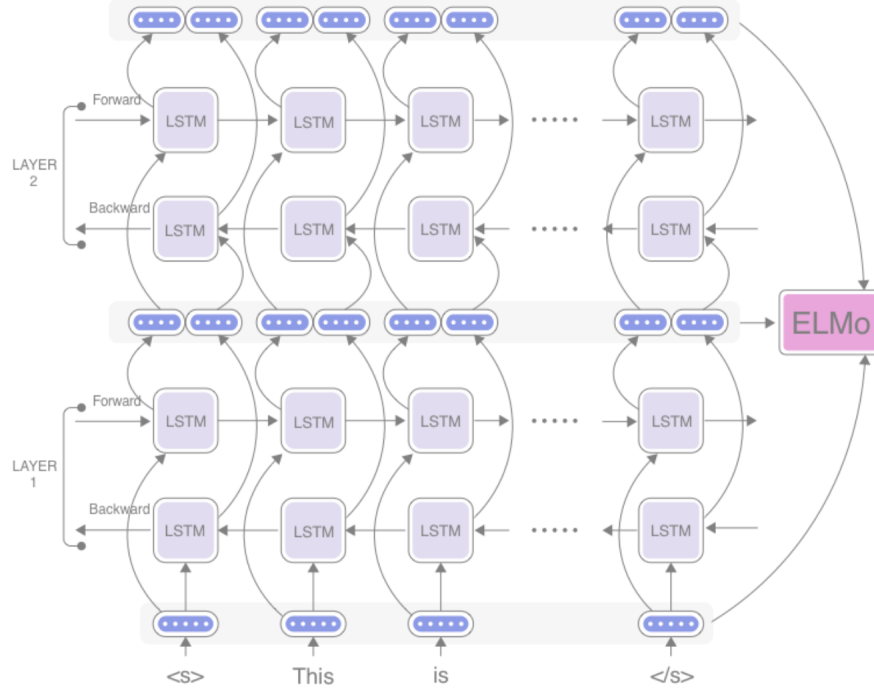 Forward
LSTM LSTM LSTM ..... LSTM
LAYER
2
Backward
LSTM LSTM LSTM ..... LSTM
ELMo
Forward
LSTM LSTM LSTM ..... LSTM
LAYER
1
Backward
LSTM LSTM LSTM ..... LSTM
<s> This is </s>